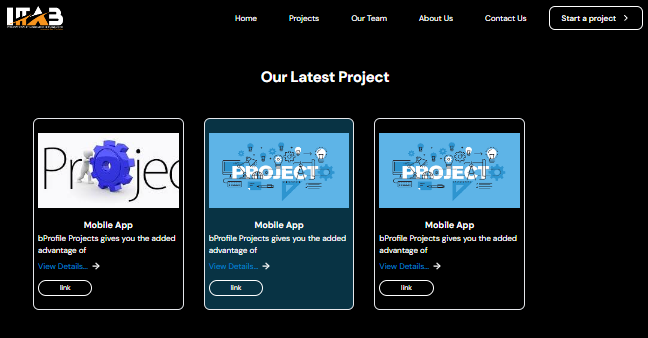 ITAB
Home Projects Our Team About Us Contact Us Start a project
Our Latest Project
Project
PROJECT
PROJECT
Mobile App
bProfile Projects gives you the added
advantage of
View Details...
link
Mobile App
bProfile Projects gives you the added
advantage of
View Details...
link
Mobile App
bProfile Projects gives you the added
advantage of
View Details...
link